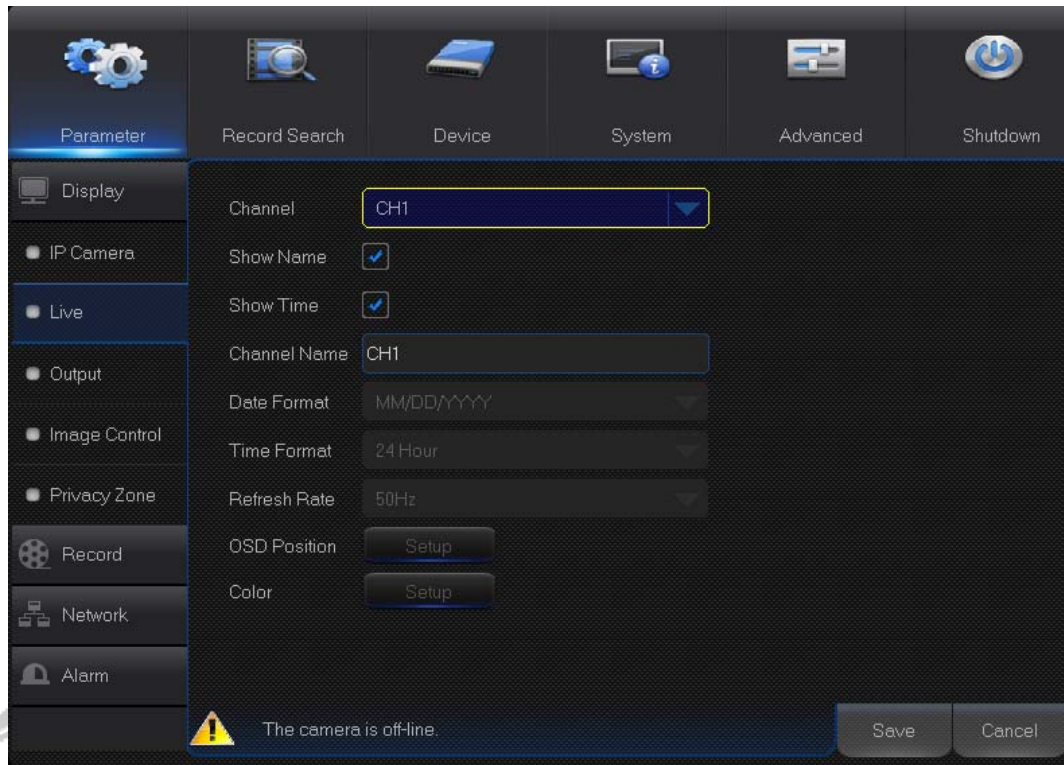 Parameter
Record Search
Device
System
Advanced
Shutdown
Display
IP Camera
Live
Output
Image Control
Privacy Zone
Record
Network
Alarm
Channel CH1
Show Name
Show Time
Channel Name CH1
Date Format MM/DD/YYYY
Time Format 24 Hour
Refresh Rate 50Hz
OSD Position Setup
Color Setup
The camera is off-line.
Save
Cancel